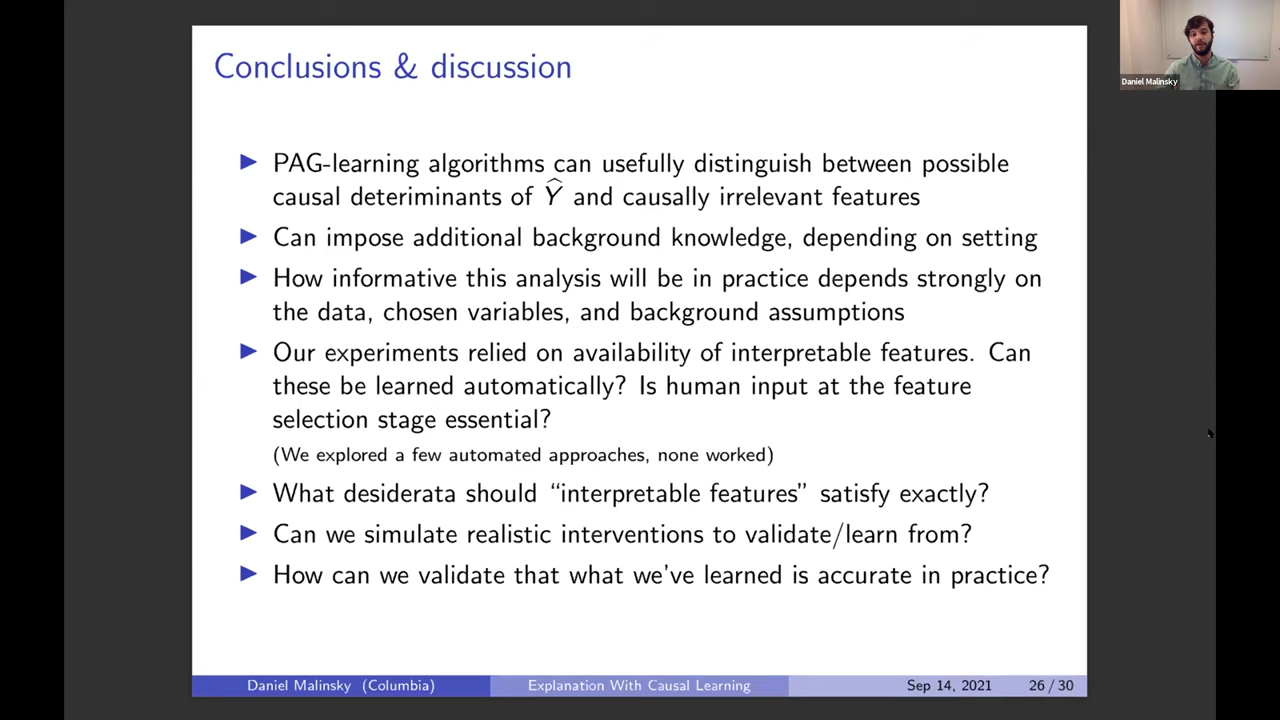 Conclusions & discussion
▶ PAG-learning algorithms can usefully distinguish between possible
causal deteriminants of Ŷ and causally irrelevant features
▶ Can impose additional background knowledge, depending on setting
▶ How informative this analysis will be in practice depends strongly on
the data, chosen variables, and background assumptions
▶ Our experiments relied on availability of interpretable features. Can
these be learned automatically? Is human input at the feature
selection stage essential?
(We explored a few automated approaches, none worked)
▶ What desiderata should “interpretable features” satisfy exactly?
▶ Can we simulate realistic interventions to validate/learn from?
▶ How can we validate that what we've learned is accurate in practice?
Daniel Malinsky (Columbia) Explanation With Causal Learning Sep 14, 2021 26 / 30
Daniel Malinsky